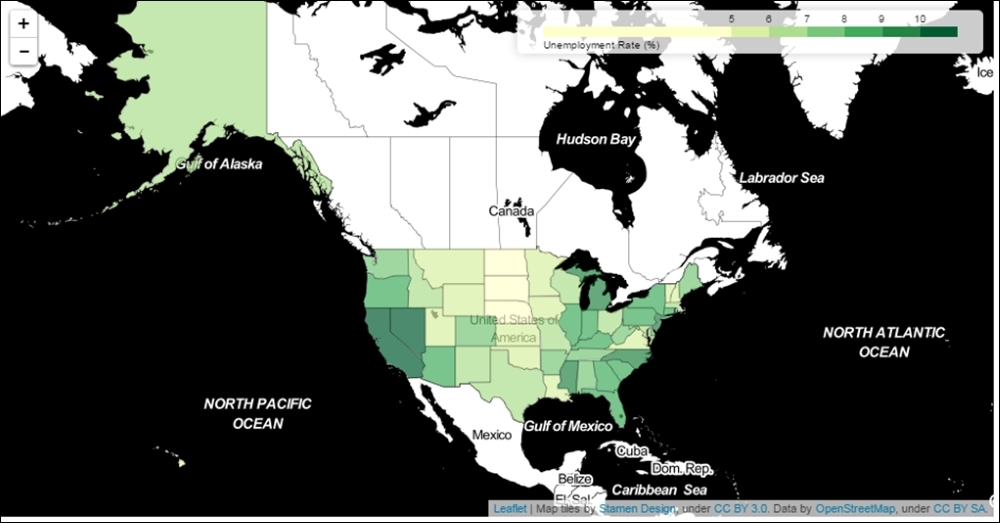 +
−
5 6 7 8 9 10
Unemployment Rate (%)
Ice
Hudson Bay
Gulf of Alaska
Labrador Sea
Canada
United States of
America
NORTH ATLANTIC
OCEAN
NORTH PACIFIC
OCEAN
Mexico
Gulf of Mexico
Cuba
Dom. Rep.
Belize
El Sal.
Caribbean Sea
Leaflet | Map tiles by Stamen Design, under CC BY 3.0. Data by OpenStreetMap, under CC BY SA.